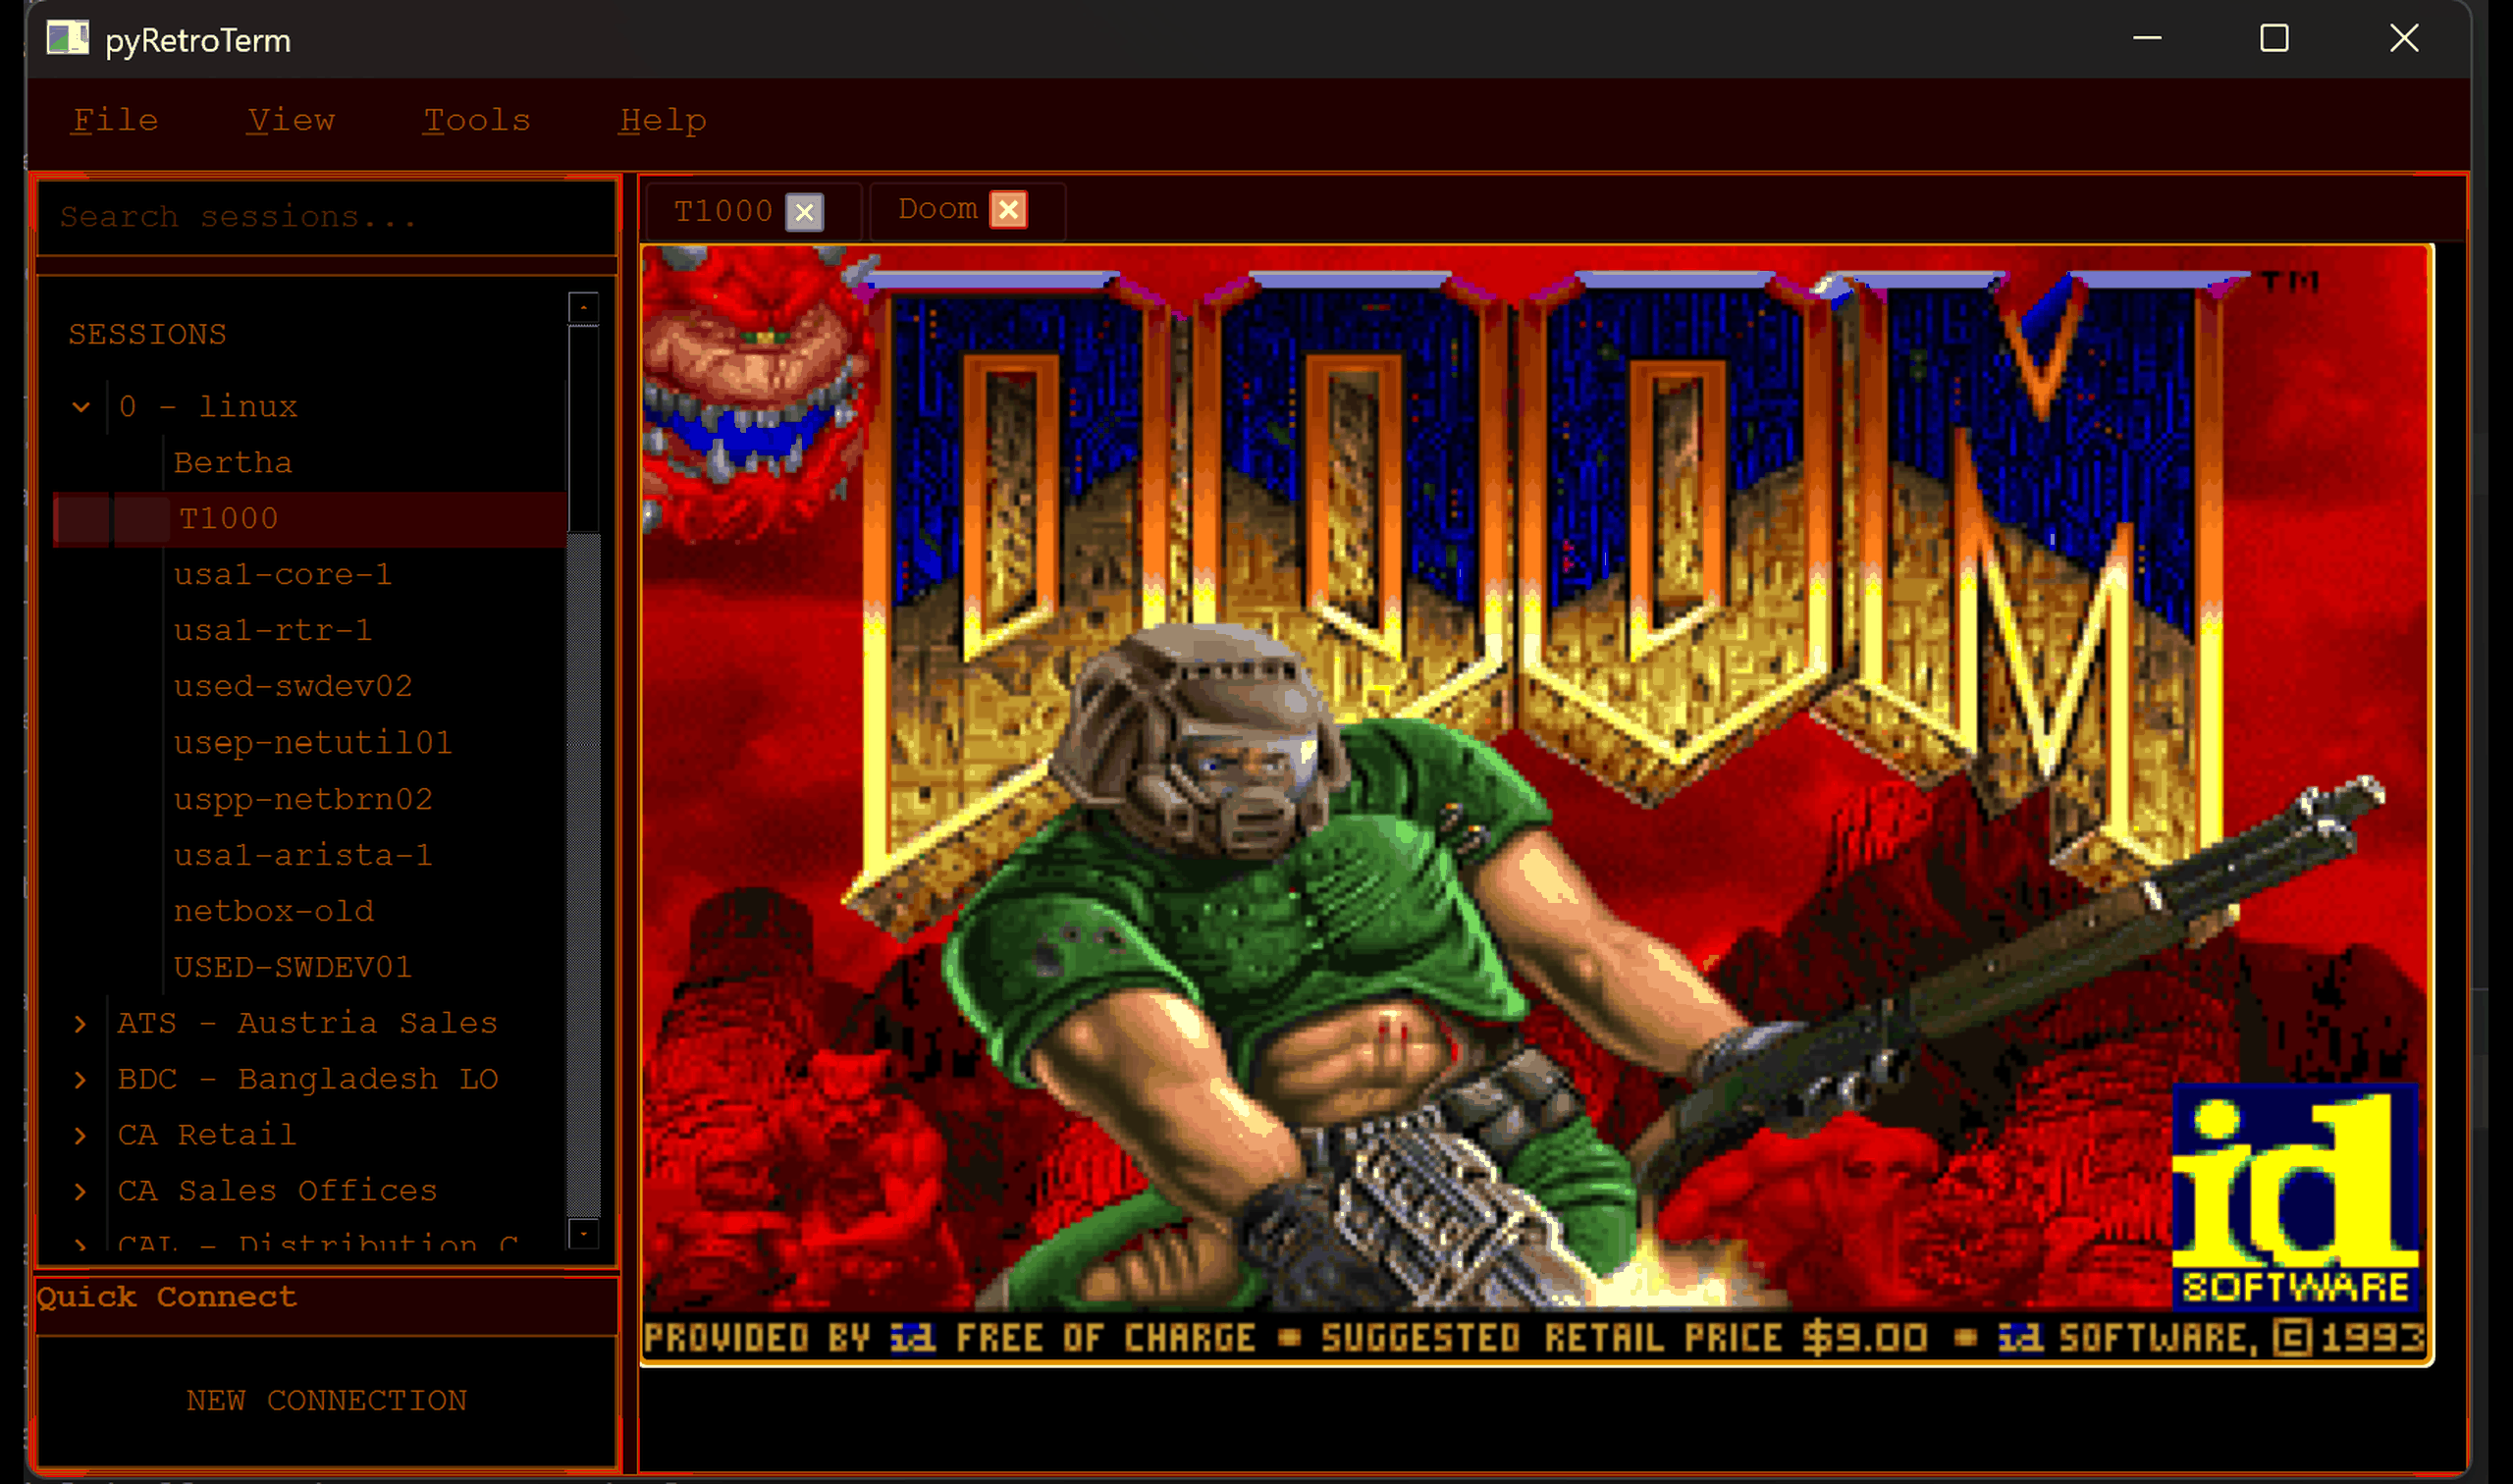 pyRetroTerm
File View Tools Help
Search sessions...
SESSIONS
0 - linux
Bertha
T1000
usa1-core-1
usa1-rtr-1
used-swdev02
usep-netutil01
uspp-netbrn02
usa1-arista-1
netbox-old
USED-SWDEV01
ATS - Austria Sales
BDC - Bangladesh LO
CA Retail
CA Sales Offices
CAL - Distribution C
Quick Connect
NEW CONNECTION
T1000 Doom
DOOM TM
id
SOFTWARE
PROVIDED BY id FREE OF CHARGE - SUGGESTED RETAIL PRICE $9.00 - id SOFTWARE, ©1993